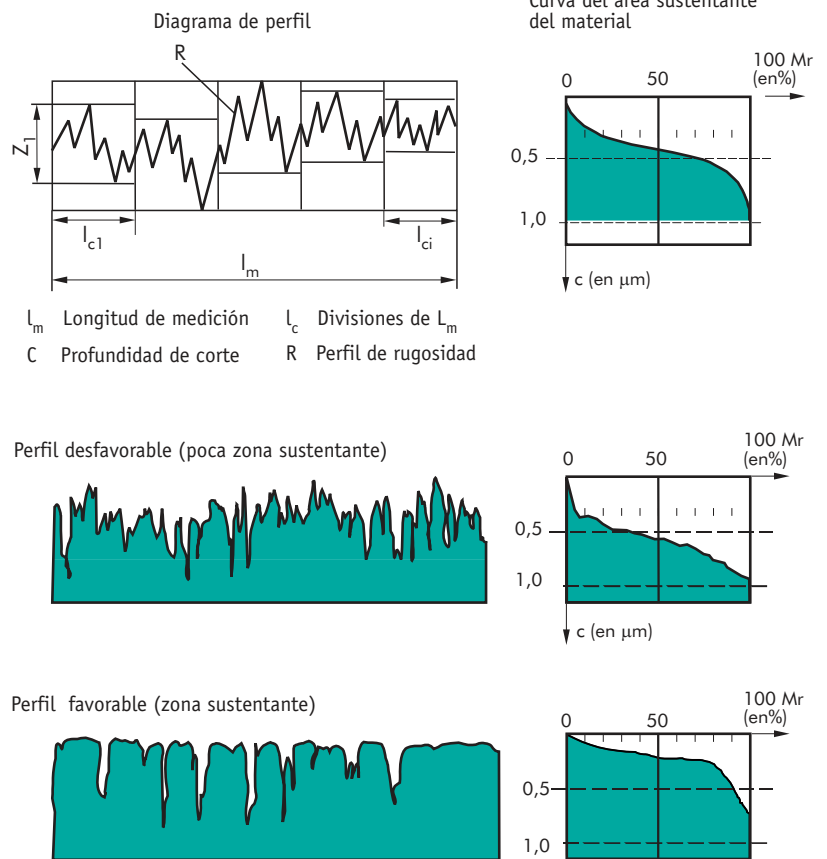 Curva del área sustentante
del material
Diagrama de perfil
R
Z1
lc1
lci
lm
0
50
100 Mr
(en%)
0,5
1,0
c (en µm)
lm Longitud de medición lc Divisiones de Lm
C Profundidad de corte R Perfil de rugosidad
Perfil desfavorable (poca zona sustentante)
0
50
100 Mr
(en%)
0,5
1,0
c (en µm)
Perfil favorable (zona sustentante)
0
50
100 Mr
(en%)
0,5
1,0